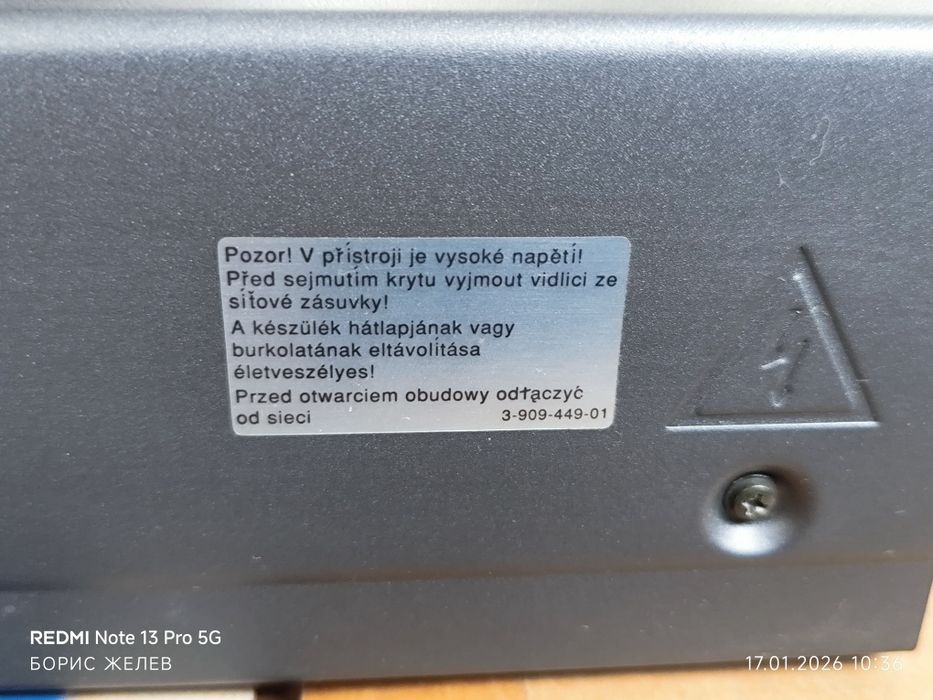 Pozor! V přístroji je vysoké napětí!
Před sejmutím krytu vyjmout vidlici ze
síťové zásuvky!
A készülék hátlapjának vagy
burkolatának eltávolítása
életveszélyes!
Przed otwarciem obudowy odłączyć
od sieci 3-909-449-01
REDMI Note 13 Pro 5G
БОРИС ЖЕЛЕВ 17.01.2026 10:36